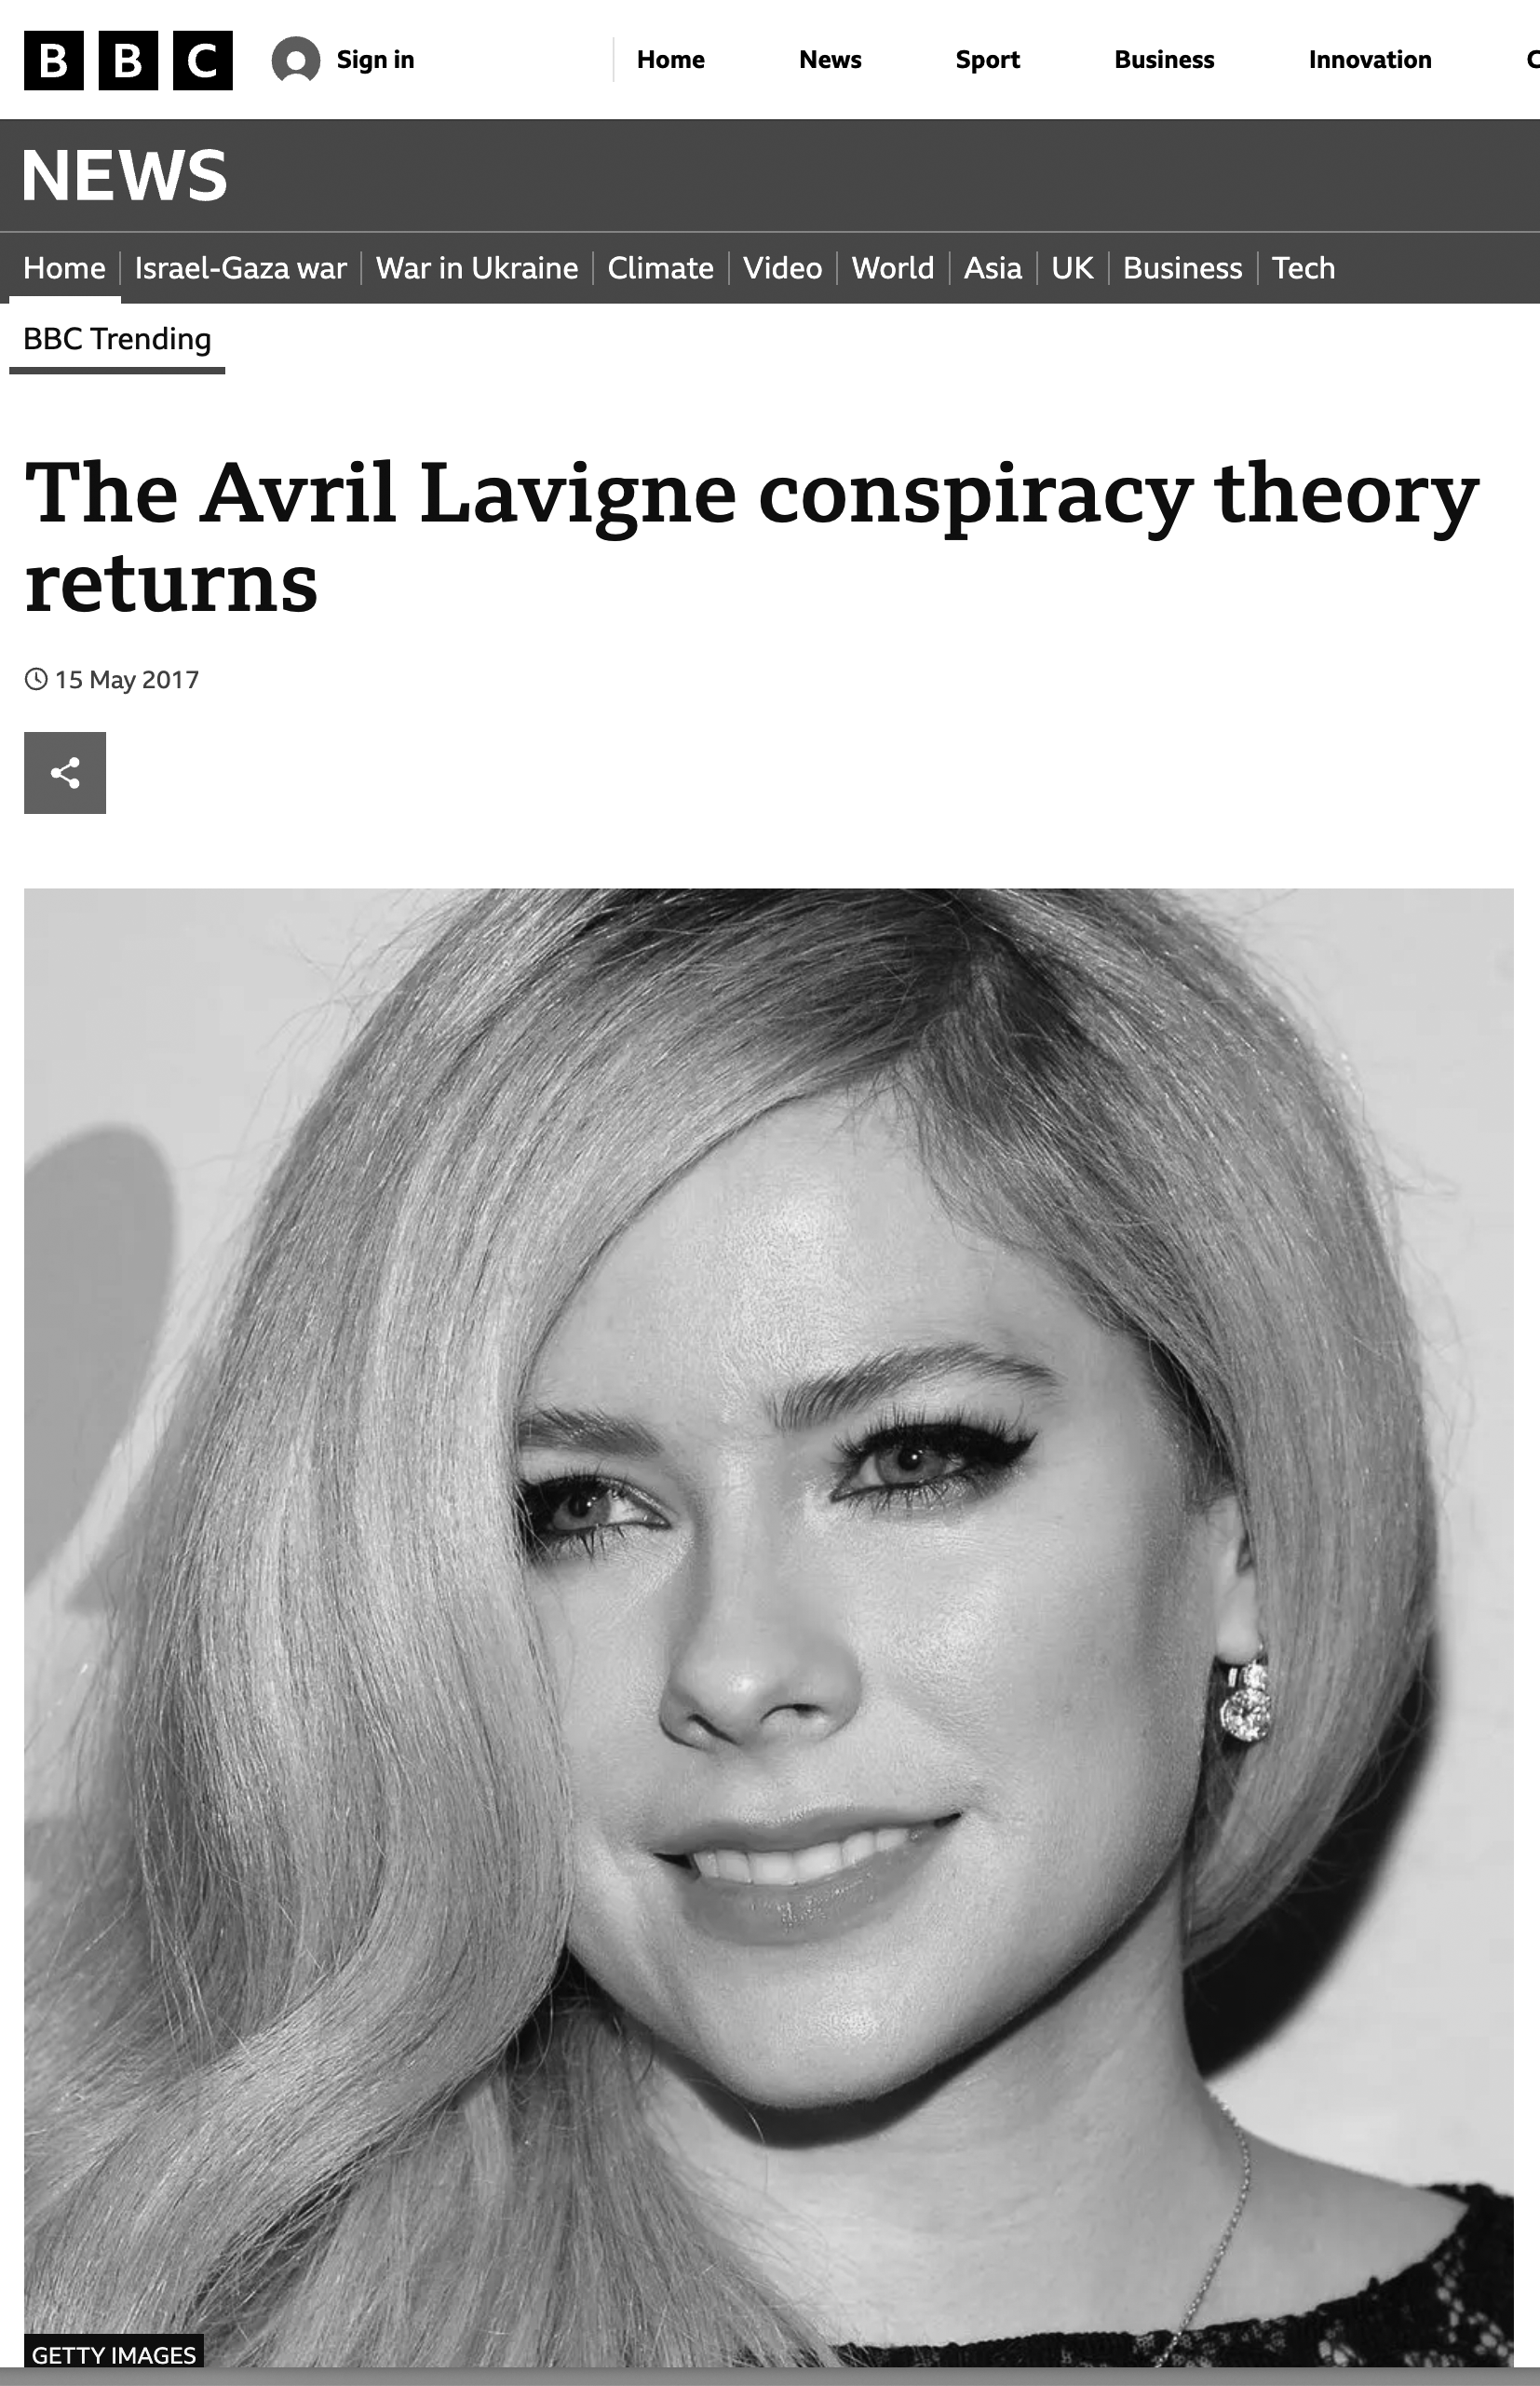 BBC Sign in Home News Sport Business Innovation
NEWS
Home Israel-Gaza war War in Ukraine Climate Video World Asia UK Business Tech
BBC Trending
The Avril Lavigne conspiracy theory
returns
15 May 2017
GETTY IMAGES